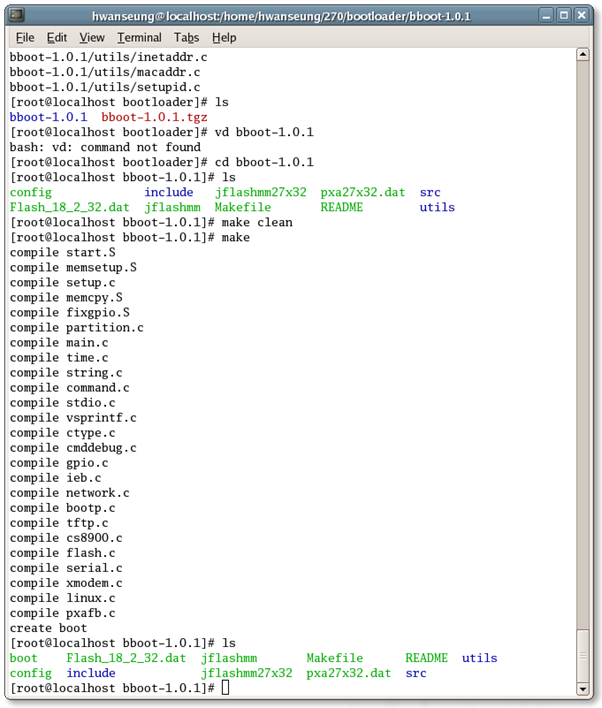 hwanseung@localhost:/home/hwanseung/270/bootloader/bboot-1.0.1
File Edit View Terminal Tabs Help
bboot-1.0.1/utils/inetaddr.c
bboot-1.0.1/utils/macaddr.c
bboot-1.0.1/utils/setupid.c
[root@localhost bootloader]# ls
bboot-1.0.1 bboot-1.0.1.tgz
[root@localhost bootloader]# vd bboot-1.0.1
bash: vd: command not found
[root@localhost bootloader]# cd bboot-1.0.1
[root@localhost bboot-1.0.1]# ls
config include jflashmm27x32 pxa27x32.dat src
Flash_18_2_32.dat jflashmm Makefile README utils
[root@localhost bboot-1.0.1]# make clean
[root@localhost bboot-1.0.1]# make
compile start.S
compile memsetup.S
compile setup.c
compile memcpy.S
compile fixgpio.S
compile partition.c
compile main.c
compile time.c
compile string.c
compile command.c
compile stdio.c
compile vsprintf.c
compile ctype.c
compile cmddebug.c
compile gpio.c
compile ieb.c
compile network.c
compile bootp.c
compile tftp.c
compile cs8900.c
compile flash.c
compile serial.c
compile xmodem.c
compile linux.c
compile pxafb.c
create boot
[root@localhost bboot-1.0.1]# ls
boot Flash_18_2_32.dat jflashmm Makefile README utils
config include jflashmm27x32 pxa27x32.dat src
[root@localhost bboot-1.0.1]#